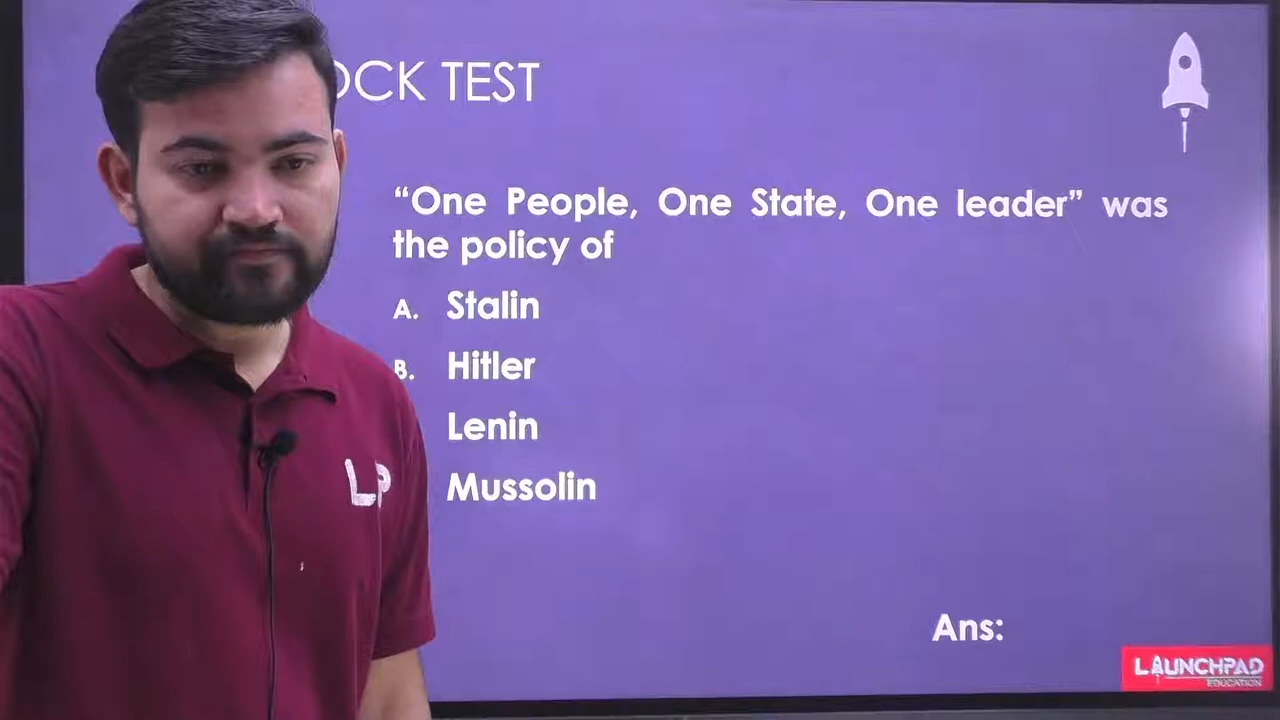 OCK TEST
“One People, One State, One leader” was
the policy of
A. Stalin
B. Hitler
Lenin
Mussolin
LP
Ans:
LAUNCHPAD
EDUCATION